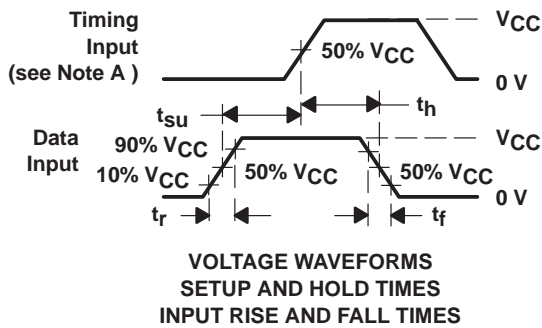 Timing
Input
(see Note A )
VCC
50% VCC
0 V
tsu
th
Data
Input
VCC
90% VCC
10% VCC
50% VCC
50% VCC
0 V
tr
tf
VOLTAGE WAVEFORMS
SETUP AND HOLD TIMES
INPUT RISE AND FALL TIMES